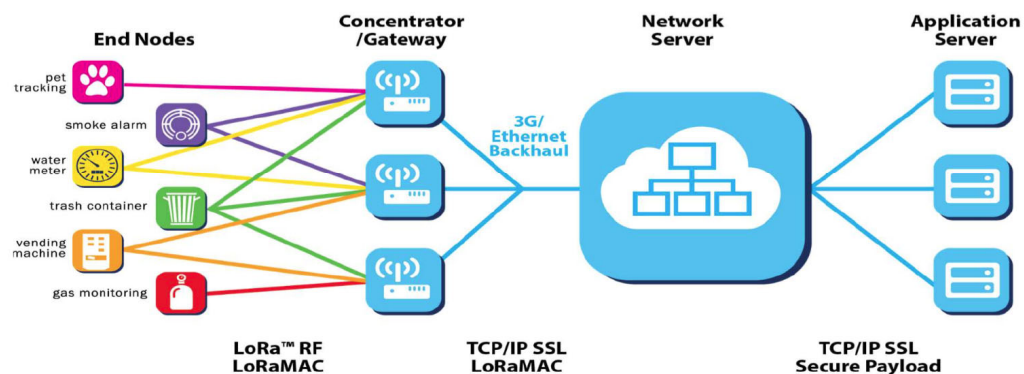 End Nodes
Concentrator
/Gateway
Network
Server
Application
Server
pet
tracking
smoke alarm
water
meter
trash container
vending
machine
gas monitoring
3G/
Ethernet
Backhaul
LoRa™ RF
LoRaMAC
TCP/IP SSL
LoRaMAC
TCP/IP SSL
Secure Payload